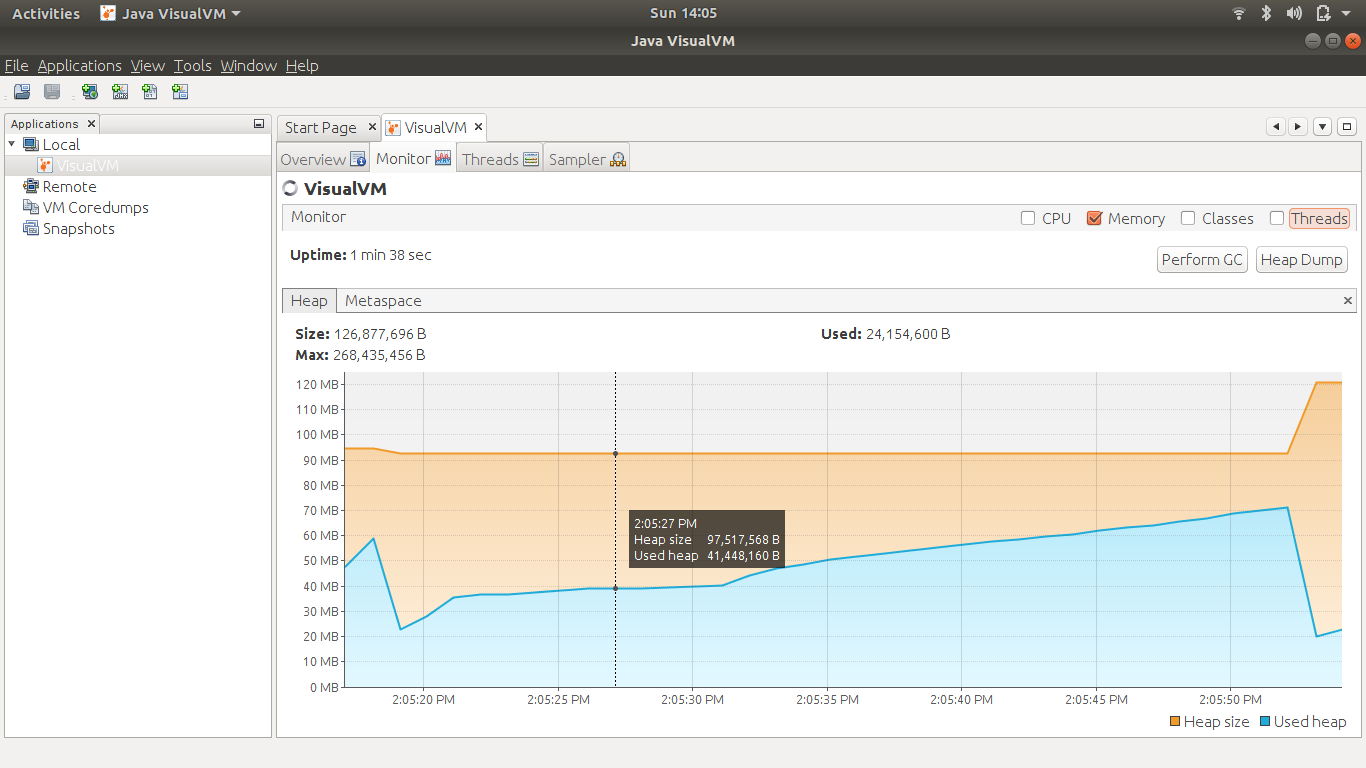 Activities Java VisualVM Sun 14:05
Java VisualVM
File Applications View Tools Window Help
Applications
Local
VisualVM
Remote
VM Coredumps
Snapshots
Start Page VisualVM
Overview Monitor Threads Sampler
VisualVM
Monitor CPU Memory Classes Threads
Uptime: 1 min 38 sec Perform GC Heap Dump
Heap Metaspace
Size: 126,877,696 B Used: 24,154,600 B
Max: 268,435,456 B
120 MB
110 MB
100 MB
90 MB
80 MB
70 MB
60 MB
50 MB
40 MB
30 MB
20 MB
10 MB
0 MB
2:05:27 PM
Heap size 97,517,568 B
Used heap 41,448,160 B
2:05:20 PM 2:05:25 PM 2:05:30 PM 2:05:35 PM 2:05:40 PM 2:05:45 PM 2:05:50 PM
Heap size Used heap